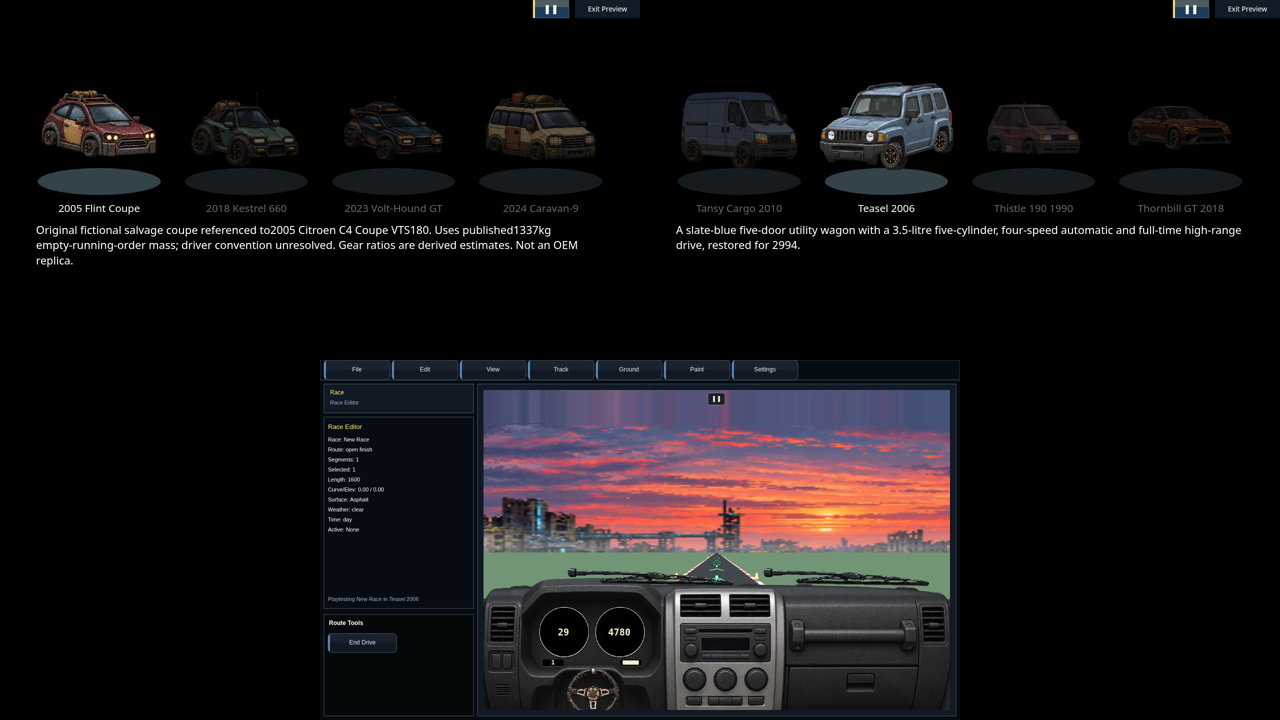 Exit Preview
Exit Preview
2005 Flint Coupe
2018 Kestrel 660
2023 Volt-Hound GT
2024 Caravan-9
Original fictional salvage coupe referenced to2005 Citroen C4 Coupe VTS180. Uses published1337kg
empty-running-order mass; driver convention unresolved. Gear ratios are derived estimates. Not an OEM
replica.
Tansy Cargo 2010
Teasel 2006
Thistle 190 1990
Thornbill GT 2018
A slate-blue five-door utility wagon with a 3.5-litre five-cylinder, four-speed automatic and full-time high-range
drive, restored for 2994.
File
Edit
View
Track
Ground
Paint
Settings
Race
Race Editor
Race Editor
Race: New Race
Route: open finish
Segments: 1
Selected: 1
Length: 1600
Curve/Elev: 0.00 / 0.00
Surface: Asphalt
Weather: clear
Time: day
Active: None
Playtesting New Race in Teasel 2006
Route Tools
End Drive
29
4780
1